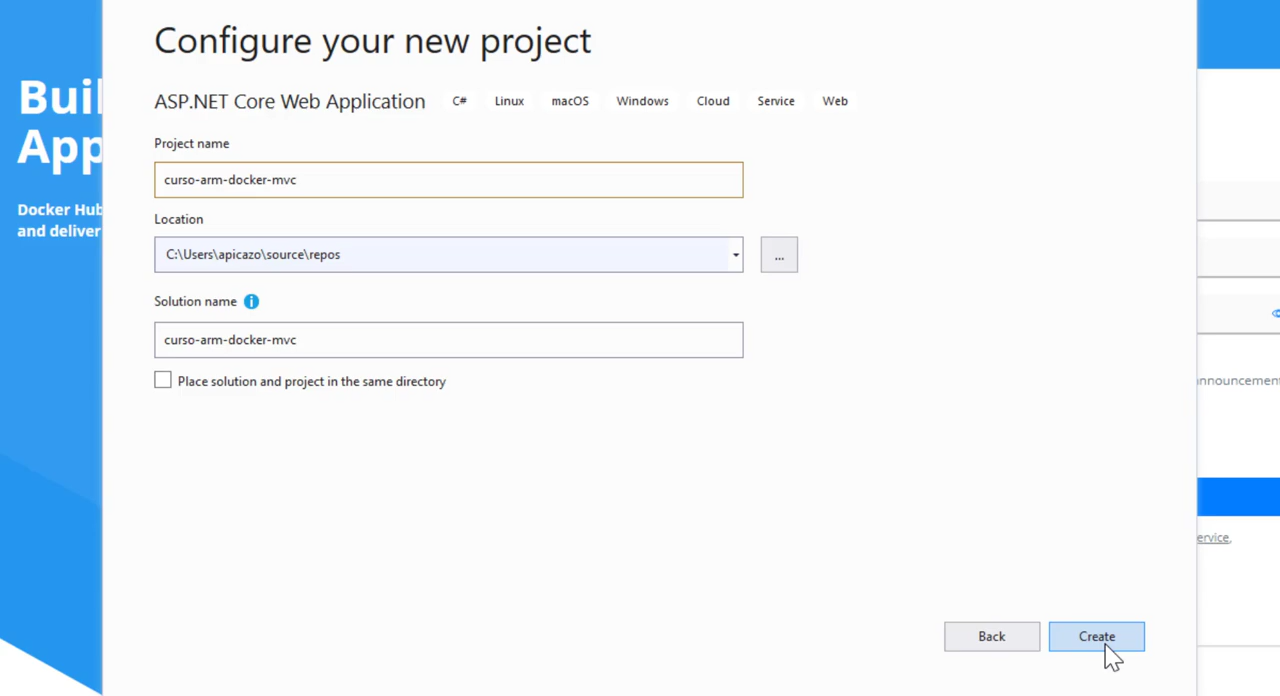 Configure your new project
ASP.NET Core Web Application C# Linux macOS Windows Cloud Service Web
Project name
curso-arm-docker-mvc
Location
C:\Users\apicazo\source\repos
...
Solution name
curso-arm-docker-mvc
Place solution and project in the same directory
Back Create
Buil
App
Docker Hub
and deliver